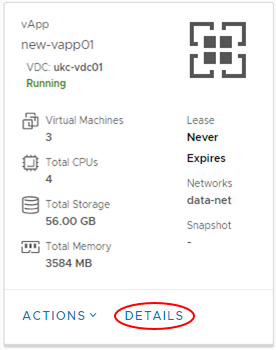 vApp
new-vapp01
VDC: ukc-vdc01
Running
Virtual Machines
3
Total CPUs
4
Total Storage
56.00 GB
Total Memory
3584 MB
Lease
Never
Expires
Networks
data-net
Snapshot
-
ACTIONS
DETAILS